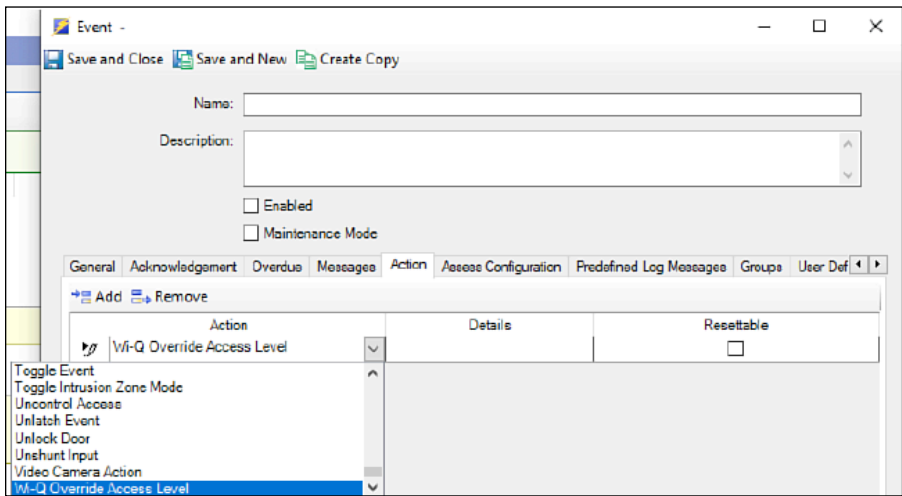 Event -
Save and Close Save and New Create Copy
Name:
Description:
Enabled
Maintenance Mode
General Acknowledgement Overdue Messages Action Assess Configuration Predefined Log Messages Groups User Def
Add Remove
Action Details Resettable
Wi-Q Override Access Level
Toggle Event
Toggle Intrusion Zone Mode
Uncontrol Access
Unlatch Event
Unlock Door
Unshunt Input
Video Camera Action
Wi-Q Override Access Level